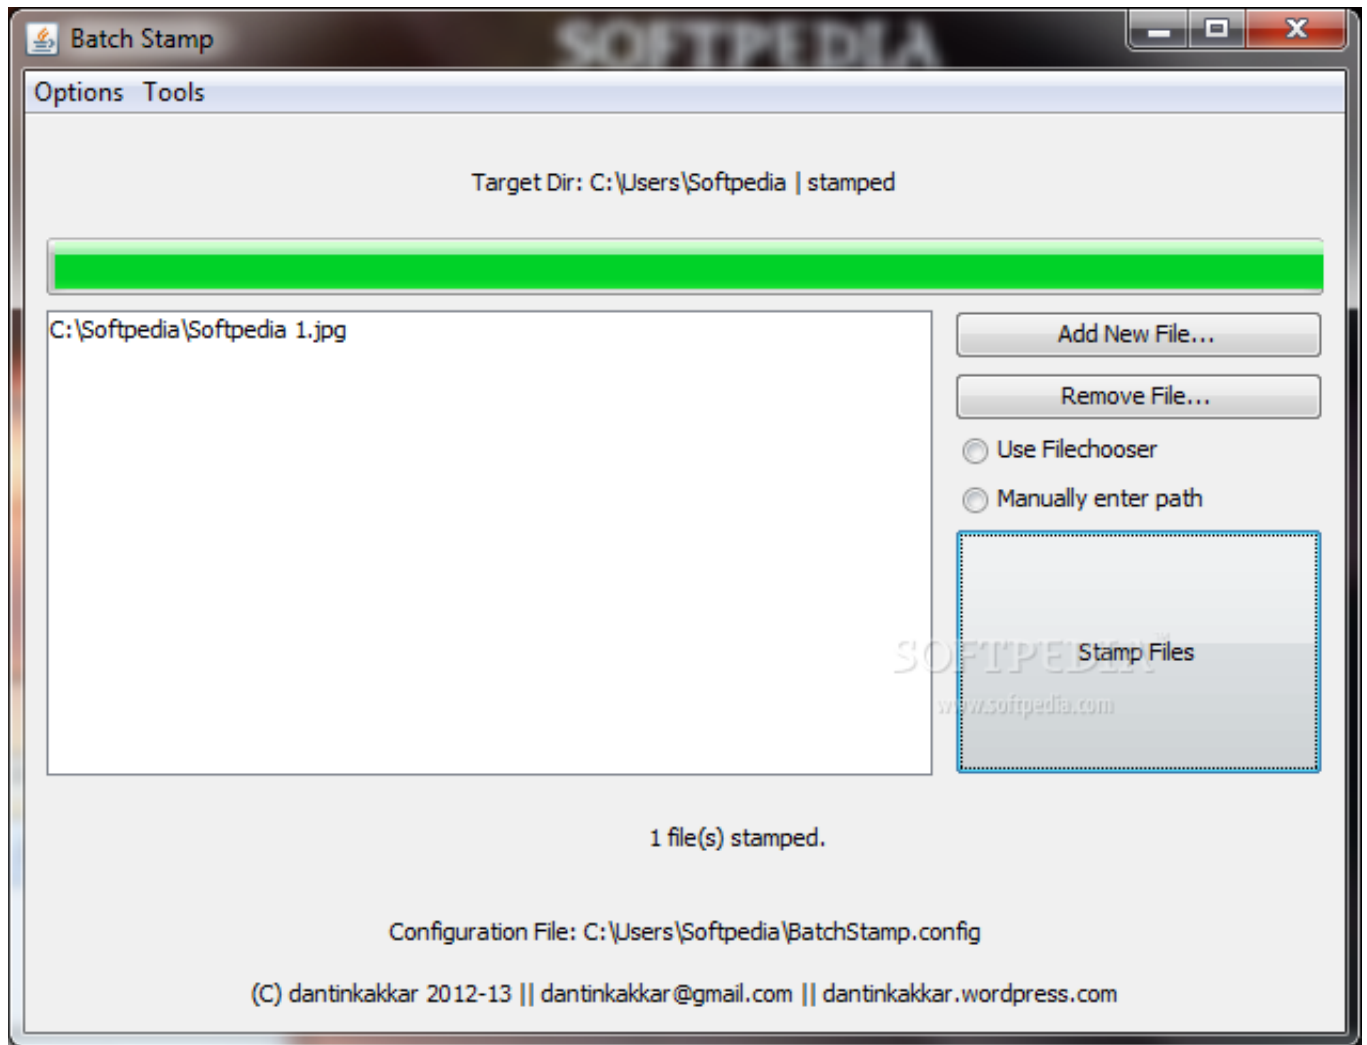 SOFTPEDIA
Batch Stamp
Options Tools
Target Dir: C:\Users\Softpedia | stamped
C:\Softpedia\Softpedia 1.jpg
Add New File...
Remove File...
Use Filechooser
Manually enter path
Stamp Files
SOFTPEDIA
www.softpedia.com
1 file(s) stamped.
Configuration File: C:\Users\Softpedia\BatchStamp.config
(C) dantinkakkar 2012-13 || dantinkakkar@gmail.com || dantinkakkar.wordpress.com